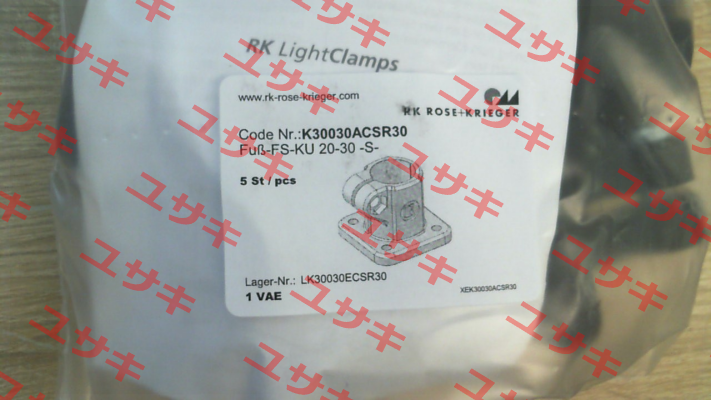 RK LightClamps
www.rk-rose-krieger.com
RK ROSE+KRIEGER
Code Nr.:K30030ACSR30
Fuß-FS-KU 20-30 -S-
5 St / pcs
Lager-Nr.: LK30030ECSR30
1 VAE
XEK30030ACSR30
ユサキ